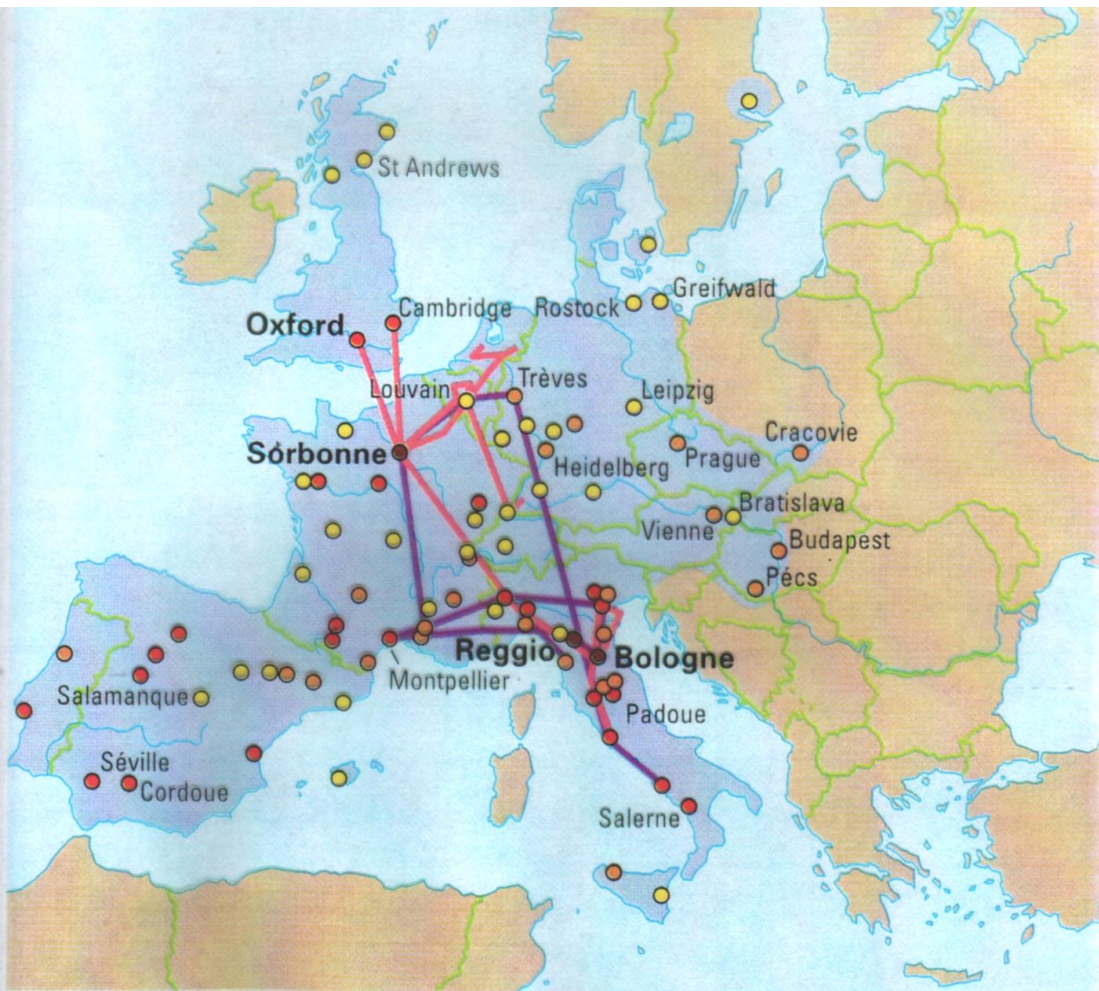 St Andrews
Greifwald
Rostock
Cambridge
Oxford
Trèves
Louvain
Leipzig
Cracovie
Sorbonne
Prague
Heidelberg
Bratislava
Vienne
Budapest
Pécs
Reggio
Bologne
Montpellier
Salamanque
Padoue
Séville
Cordoue
Salerne